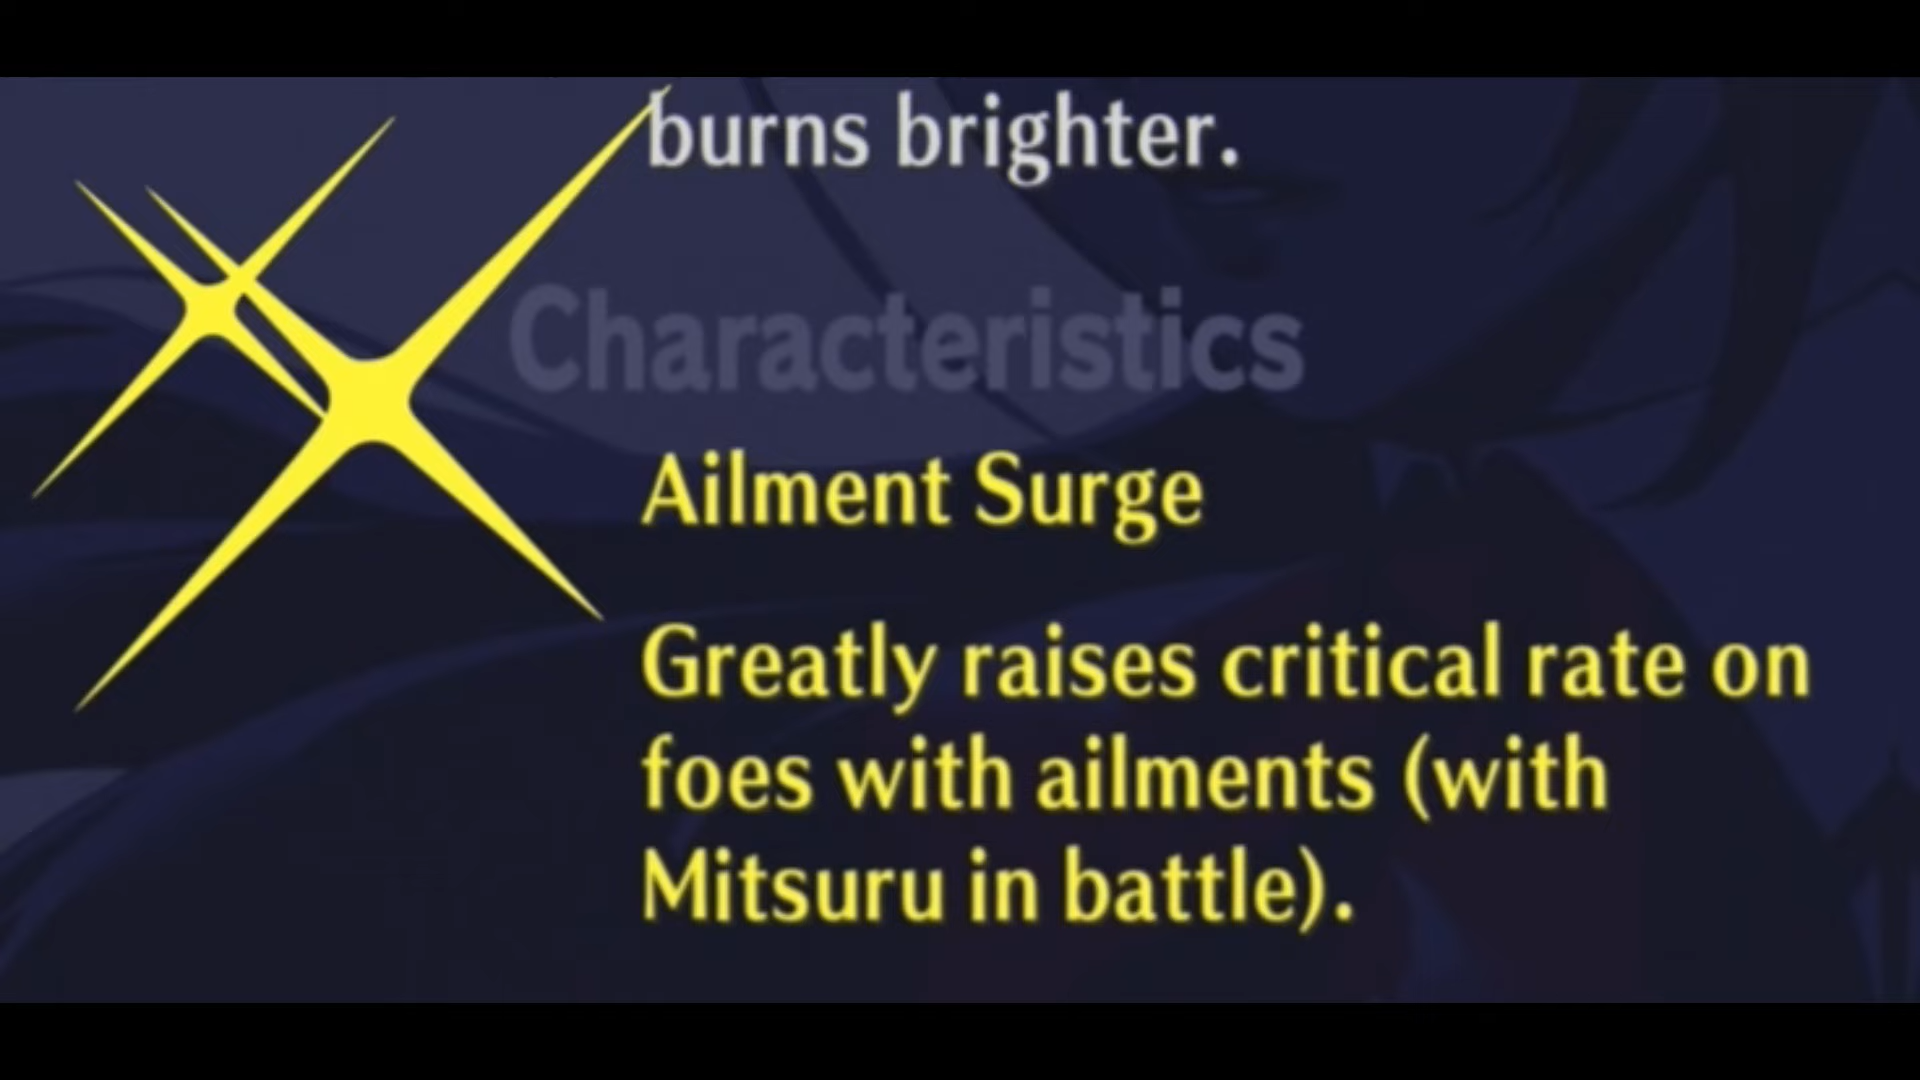 burns brighter.
Characteristics
Ailment Surge
Greatly raises critical rate on
foes with ailments (with
Mitsuru in battle).